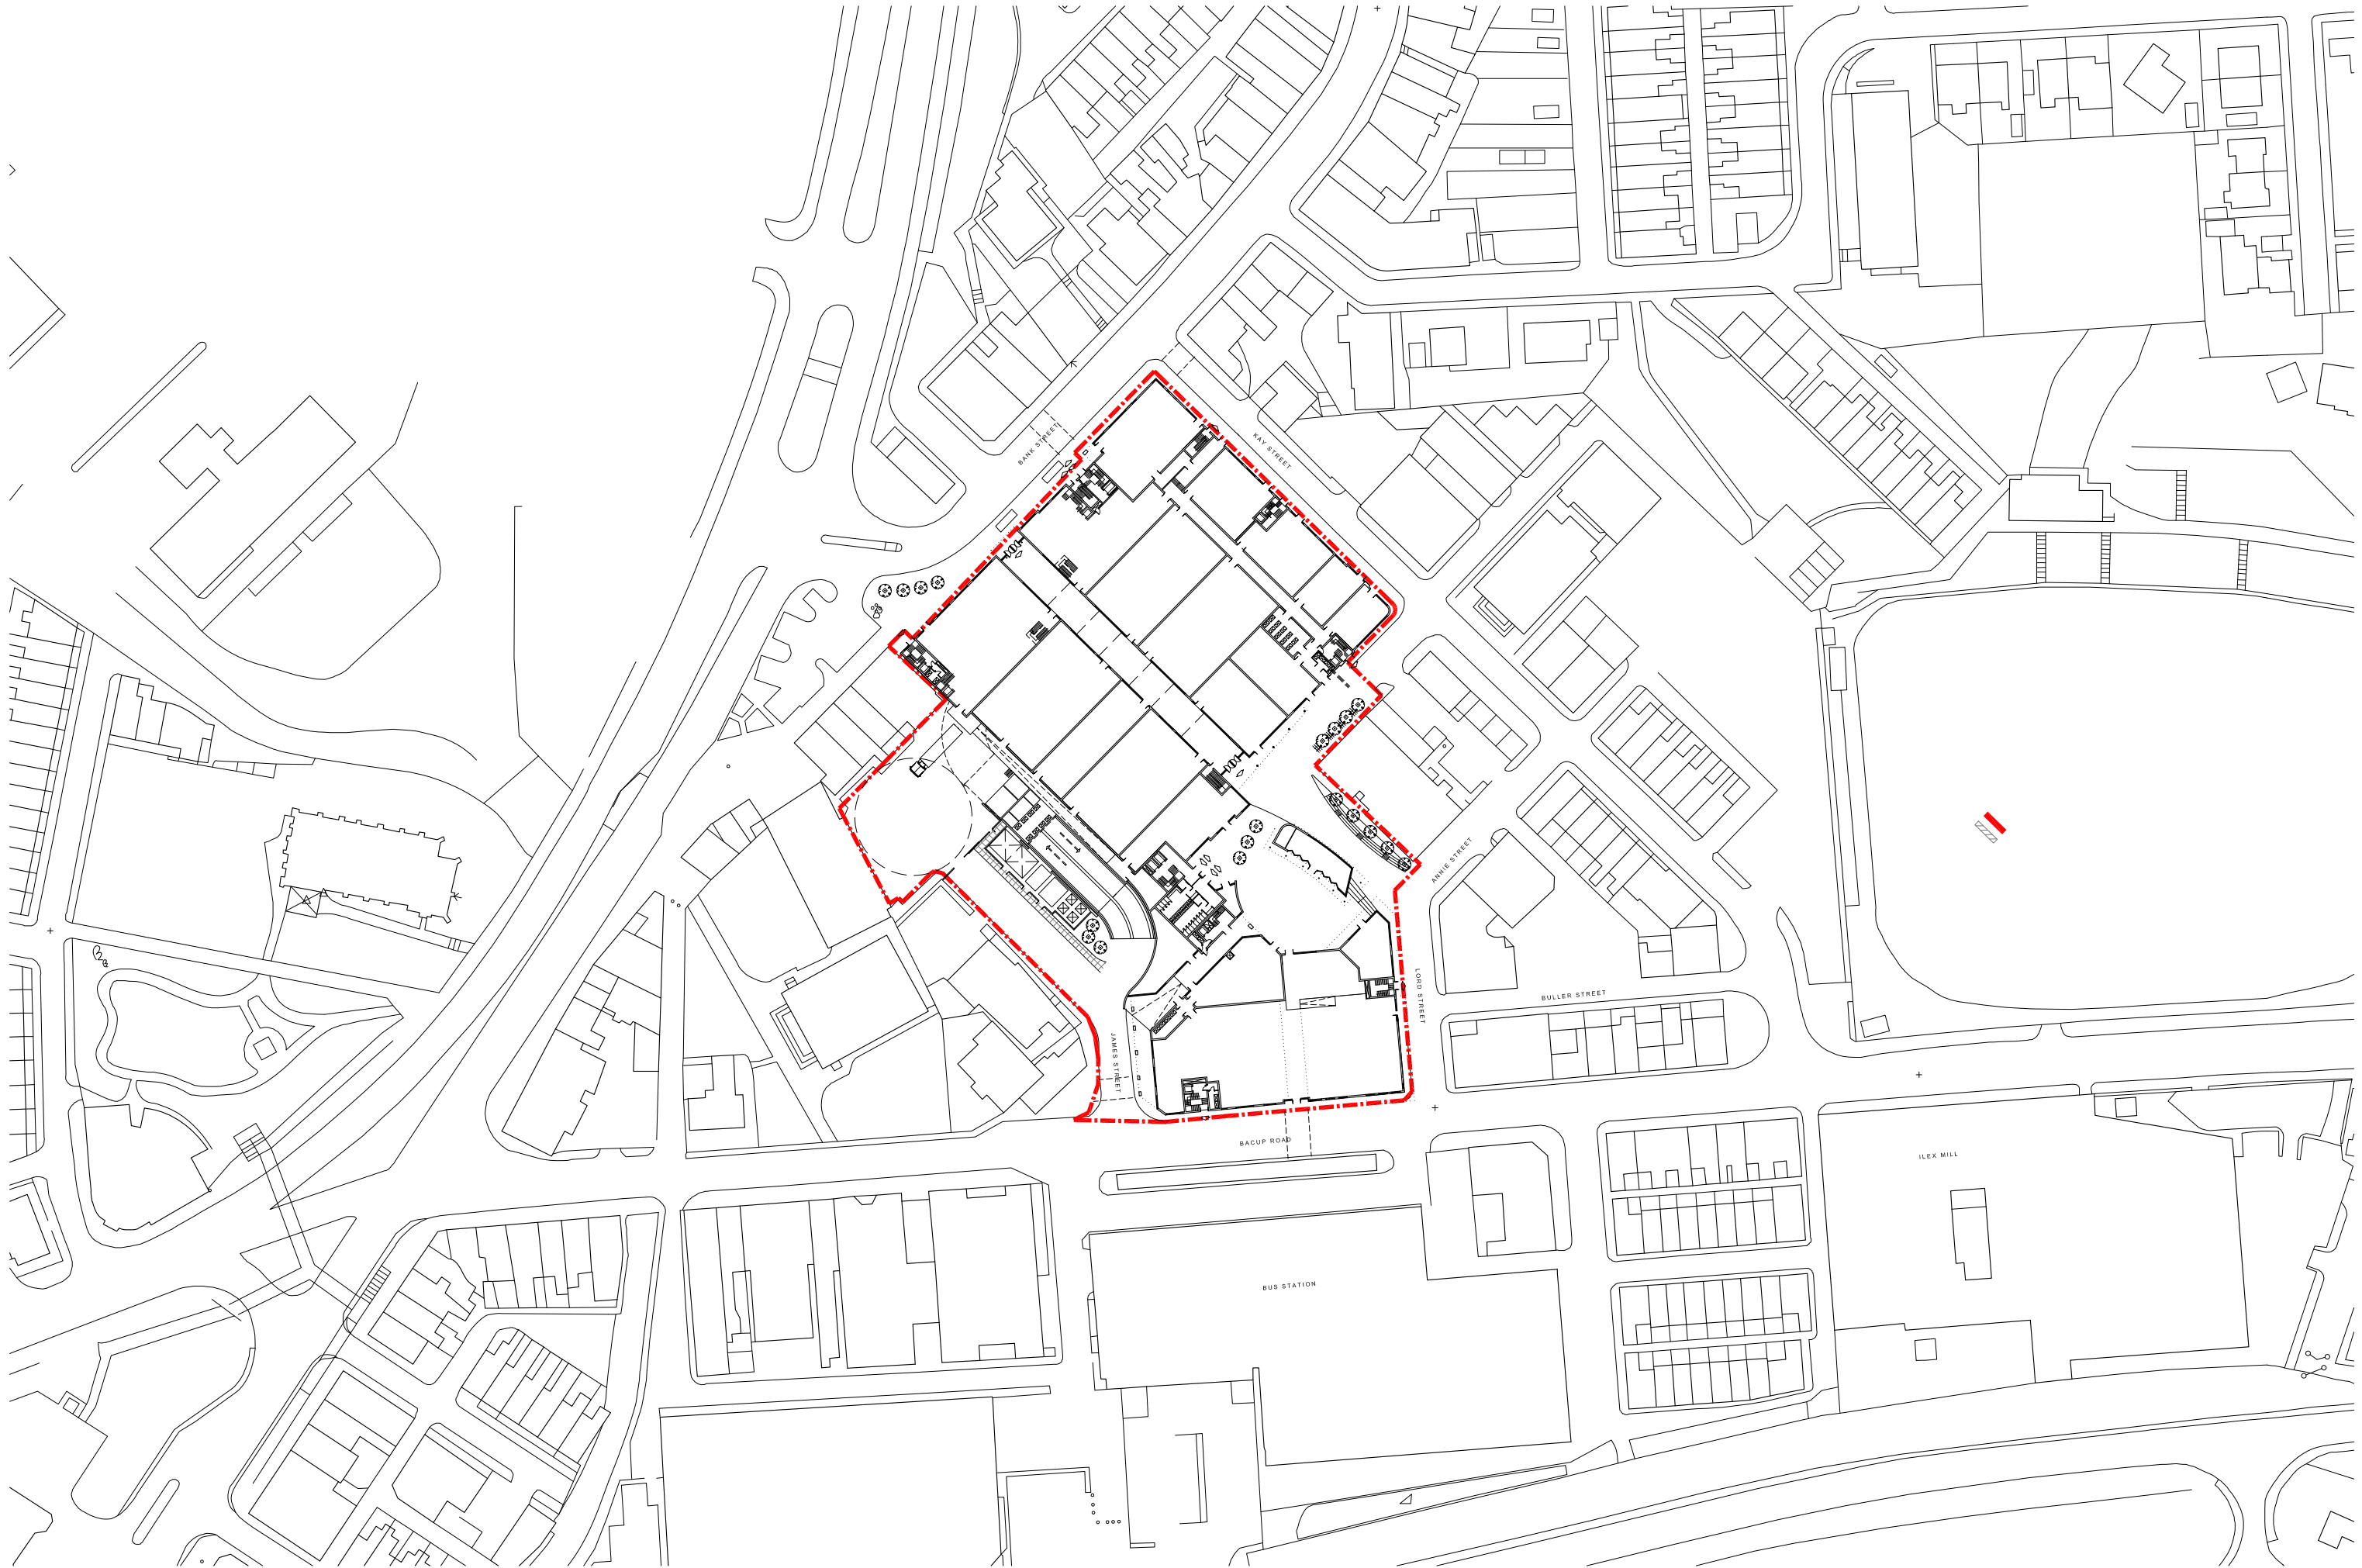 BANK STREET
KAY STREET
ANNIE STREET
LORD STREET
BULLER STREET
JAMES STREET
BACUP ROAD
ILEX MILL
BUS STATION